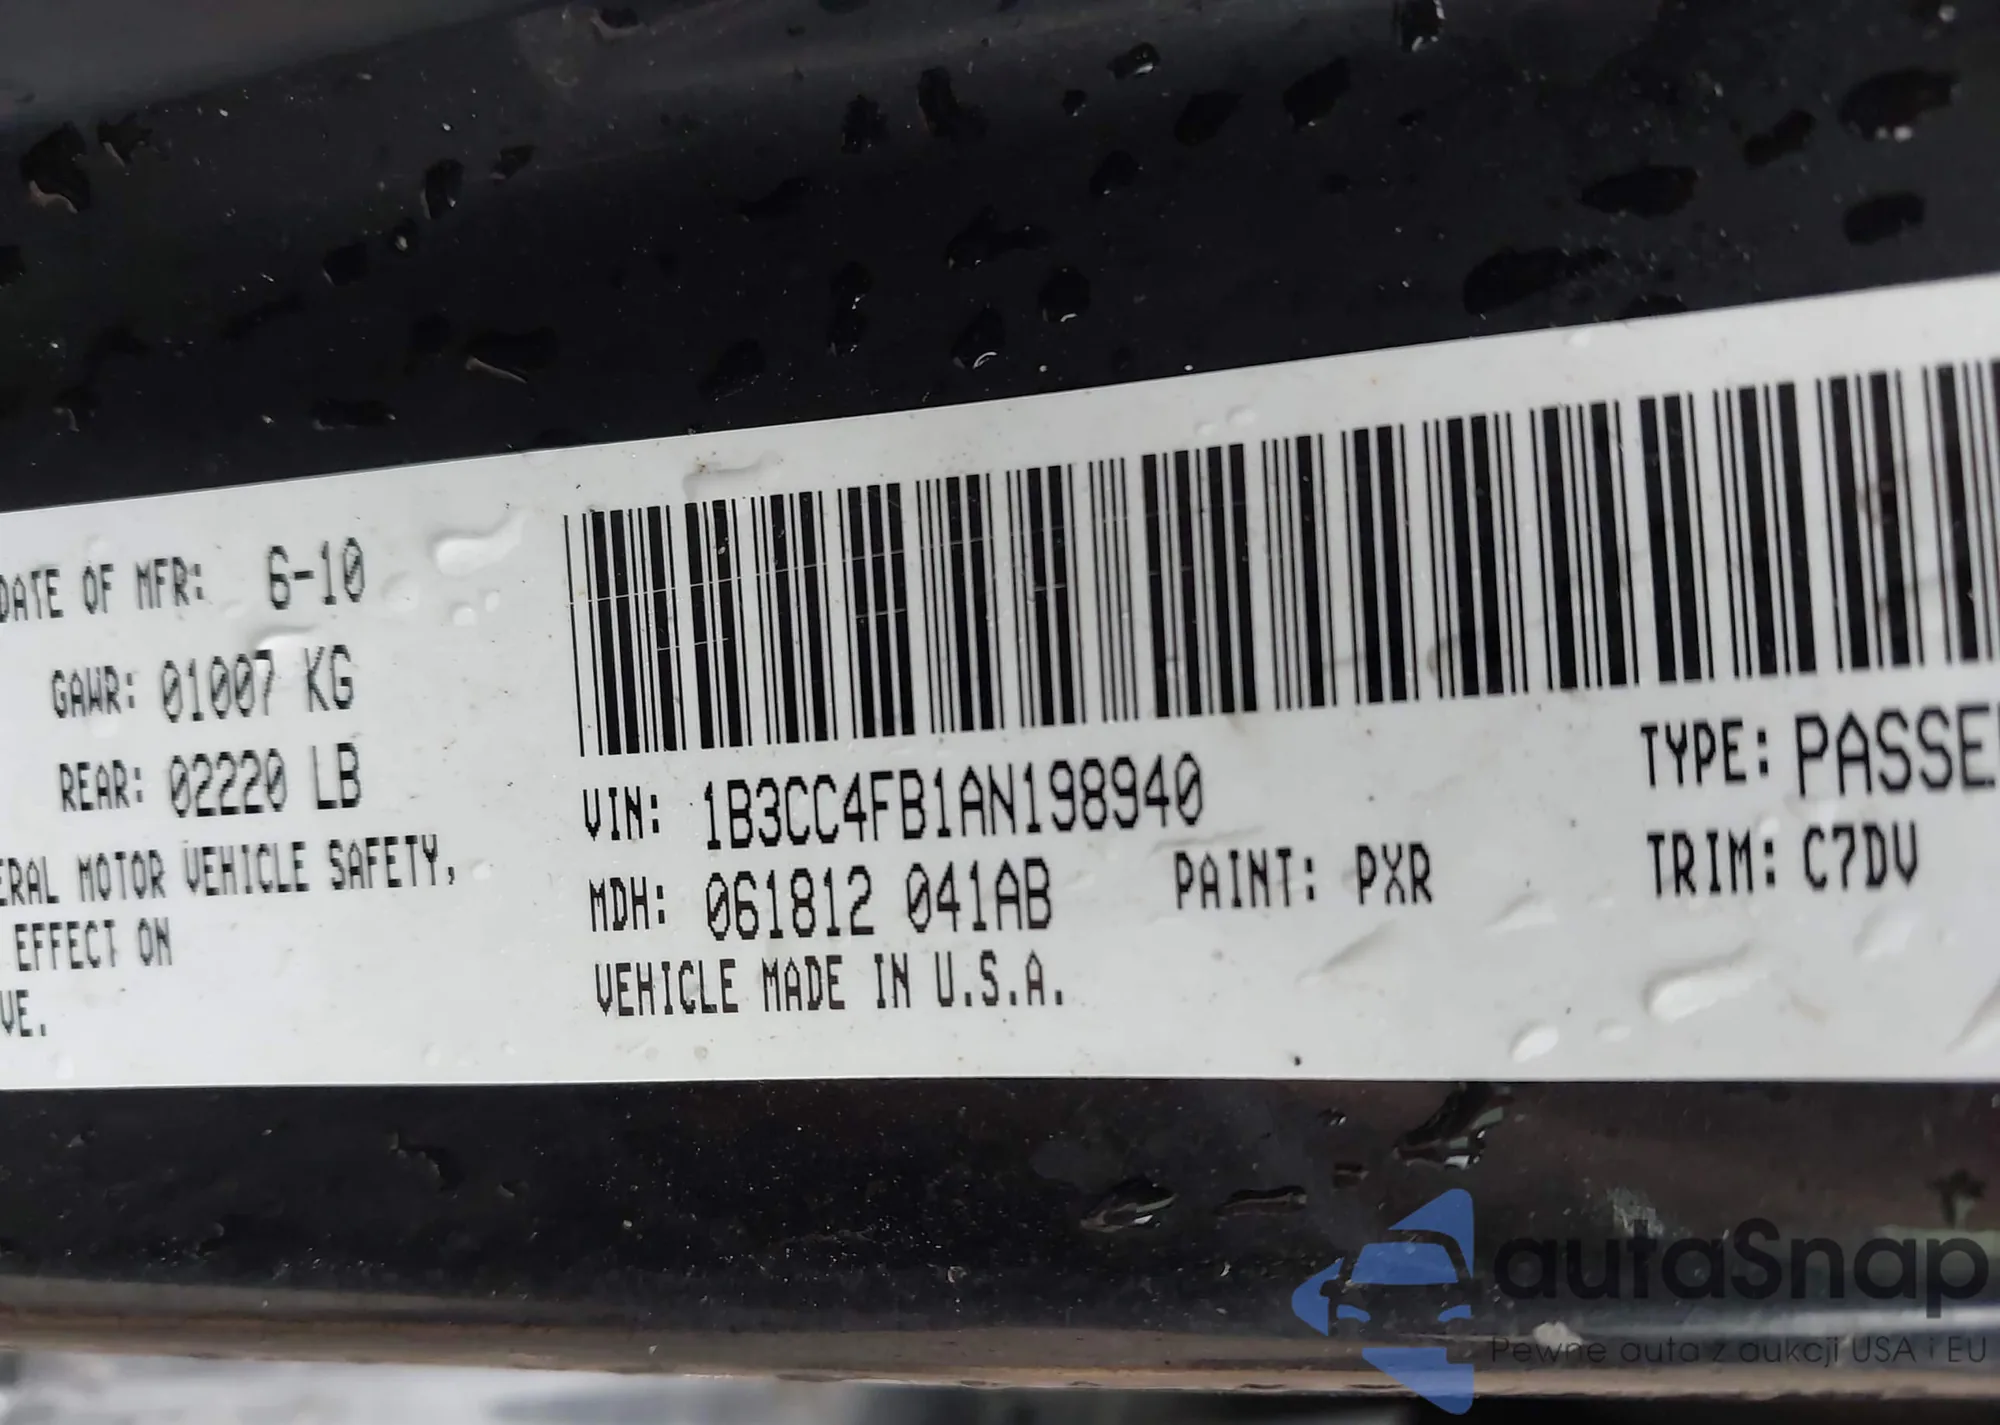 DATE OF MFR: 6-10
GAWR: 01007 KG
REAR: 02220 LB
ERAL MOTOR VEHICLE SAFETY,
EFFECT ON
VE.
VIN: 1B3CC4FB1AN198940
TYPE: PASSE
MDH: 061812 041AB PAINT: PXR TRIM: C7DV
VEHICLE MADE IN U.S.A.
autaSnap
Pewne auta z aukcji USA i EU